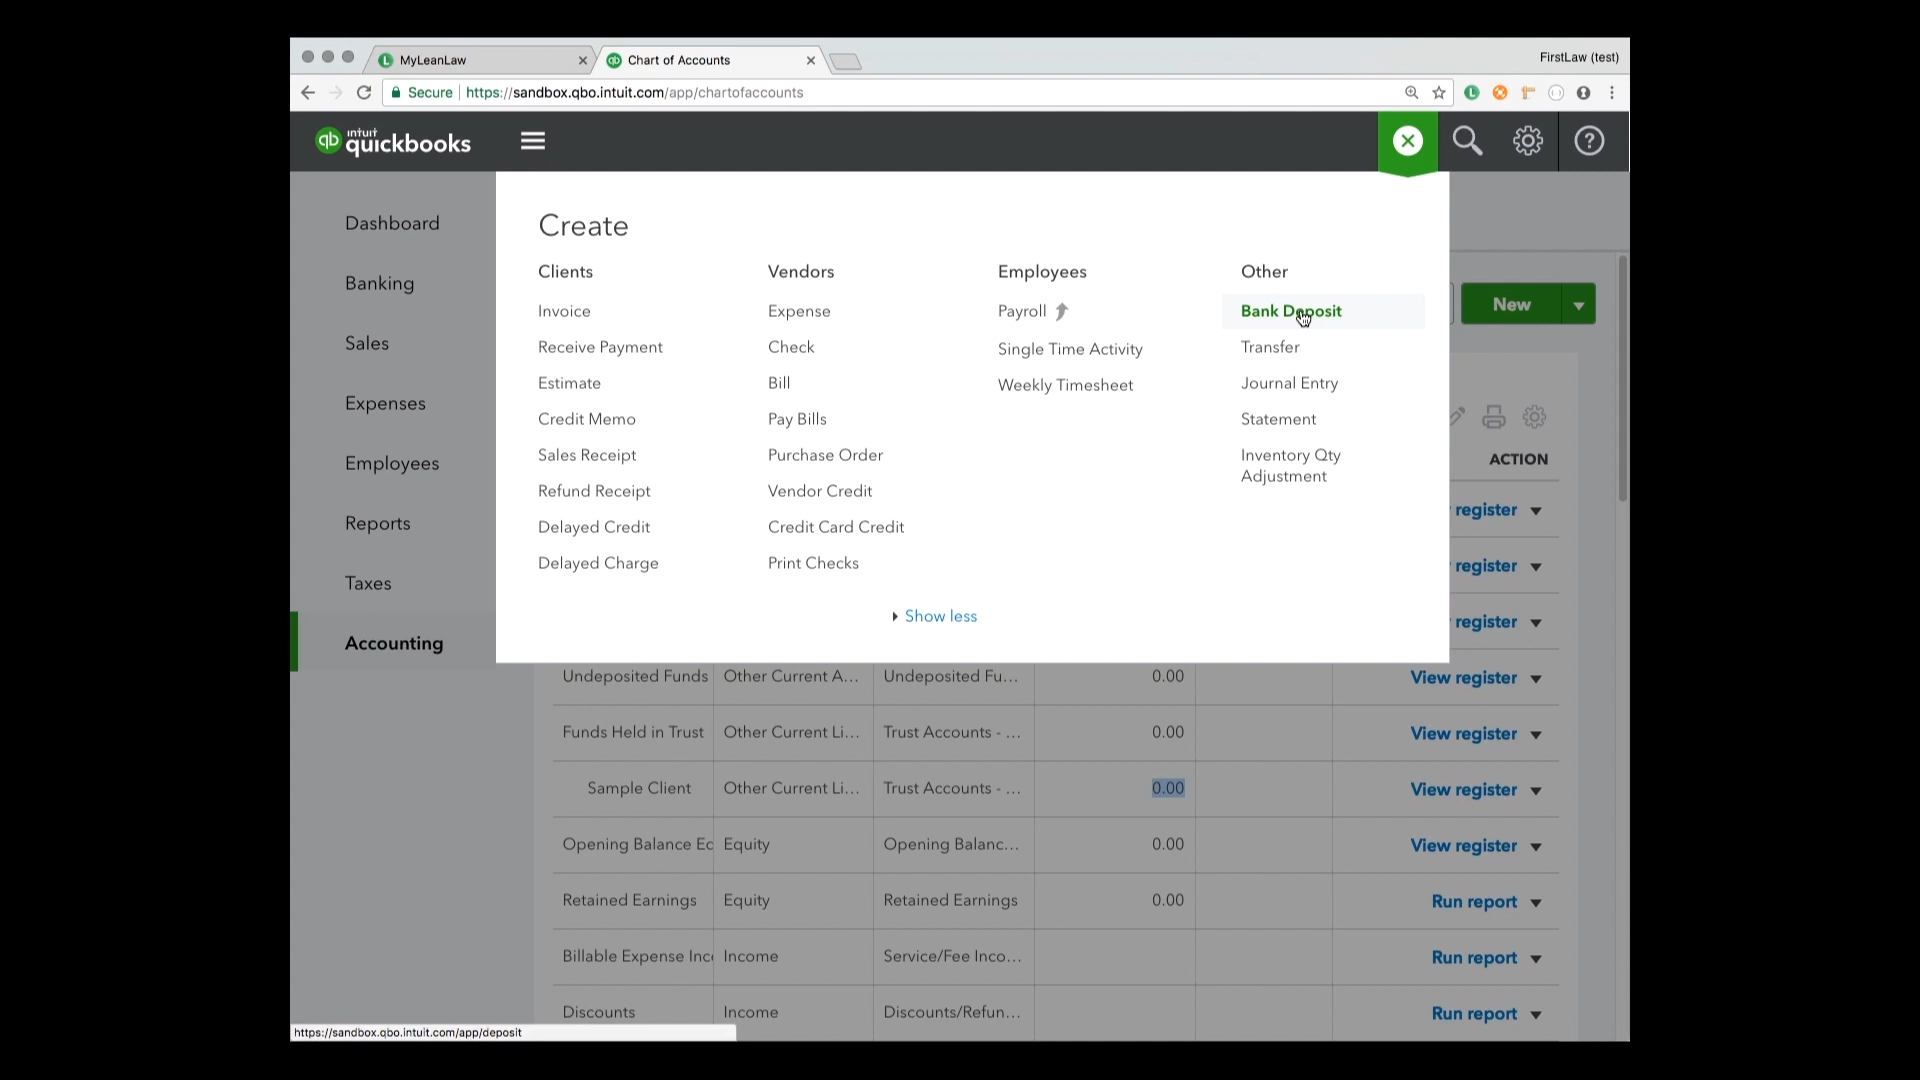 MyLeanLaw
Chart of Accounts
FirstLaw (test)
Secure https://sandbox.qbo.intuit.com/app/chartofaccounts
intuit
quickbooks
Create
Clients
Invoice
Receive Payment
Estimate
Credit Memo
Sales Receipt
Refund Receipt
Delayed Credit
Delayed Charge
Vendors
Expense
Check
Bill
Pay Bills
Purchase Order
Vendor Credit
Credit Card Credit
Print Checks
Employees
Payroll
Single Time Activity
Weekly Timesheet
Other
Bank Deposit
Transfer
Journal Entry
Statement
Inventory Qty
Adjustment
Show less
Dashboard
Banking
Sales
Expenses
Employees
Reports
Taxes
Accounting
New
ACTION
register
register
register
Undeposited Funds Other Current A... Undeposited Fu... 0.00 View register
Funds Held in Trust Other Current Li... Trust Accounts - ... 0.00 View register
Sample Client Other Current Li... Trust Accounts - ... 0.00 View register
Opening Balance Ec Equity Opening Balanc... 0.00 View register
Retained Earnings Equity Retained Earnings 0.00 Run report
Billable Expense Inc Income Service/Fee Inco... Run report
Discounts Income Discounts/Refun... Run report
https://sandbox.qbo.intuit.com/app/deposit